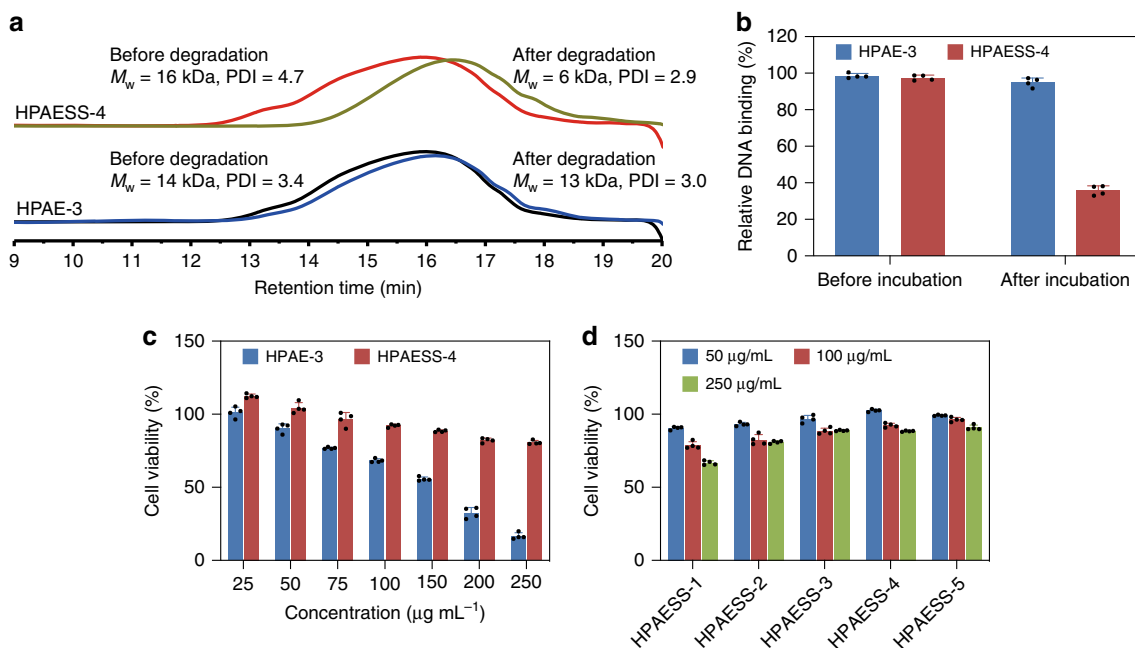 a
Before degradation
Mw = 16 kDa, PDI = 4.7
After degradation
Mw = 6 kDa, PDI = 2.9
HPAESS-4
Before degradation
Mw = 14 kDa, PDI = 3.4
After degradation
Mw = 13 kDa, PDI = 3.0
HPAE-3
9 10 11 12 13 14 15 16 17 18 19 20
Retention time (min)
b
HPAE-3 HPAESS-4
120
100
80
60
40
20
0
Relative DNA binding (%)
Before incubation After incubation
c
HPAE-3 HPAESS-4
150
100
50
0
Cell viability (%)
25 50 75 100 150 200 250
Concentration (μg mL⁻¹)
d
50 μg/mL 100 μg/mL
250 μg/mL
150
100
50
0
Cell viability (%)
HPAESS-1
HPAESS-2
HPAESS-3
HPAESS-4
HPAESS-5